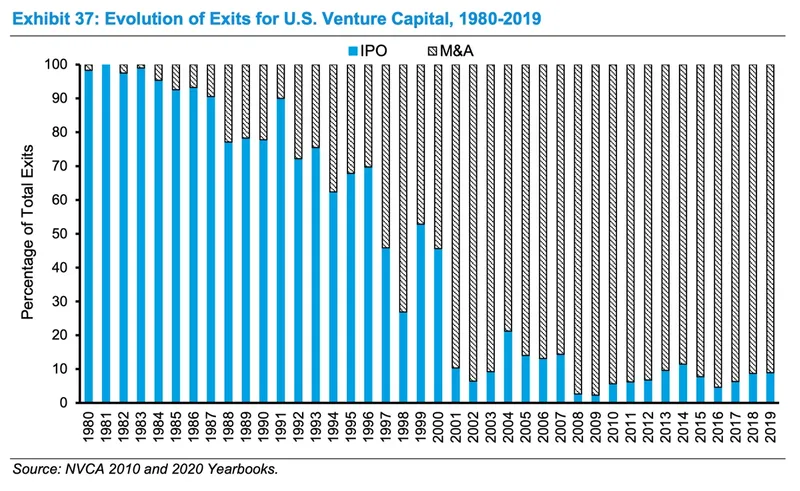 Exhibit 37: Evolution of Exits for U.S. Venture Capital, 1980-2019
IPO M&A
Percentage of Total Exits
100
90
80
70
60
50
40
30
20
10
0
1980 1981 1982 1983 1984 1985 1986 1987 1988 1989 1990 1991 1992 1993 1994 1995 1996 1997 1998 1999 2000 2001 2002 2003 2004 2005 2006 2007 2008 2009 2010 2011 2012 2013 2014 2015 2016 2017 2018 2019
Source: NVCA 2010 and 2020 Yearbooks.